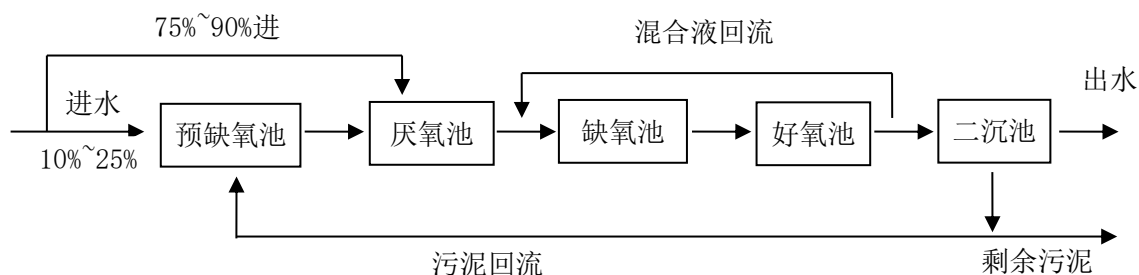 75%~90%进
混合液回流
出水
进水
预缺氧池
厌氧池
缺氧池
好氧池
二沉池
10%~25%
污泥回流
剩余污泥